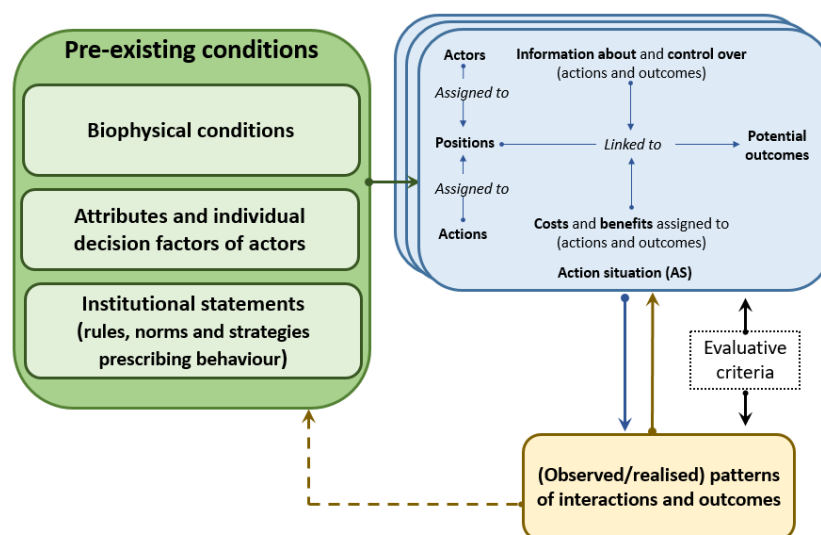 Pre-existing conditions
Biophysical conditions
Attributes and individual
decision factors of actors
Institutional statements
(rules, norms and strategies
prescribing behaviour)
Actors
Assigned to
Positions
Assigned to
Actions
Information about and control over
(actions and outcomes)
Linked to
Potential
outcomes
Costs and benefits assigned to
(actions and outcomes)
Action situation (AS)
Evaluative
criteria
(Observed/realised) patterns
of interactions and outcomes